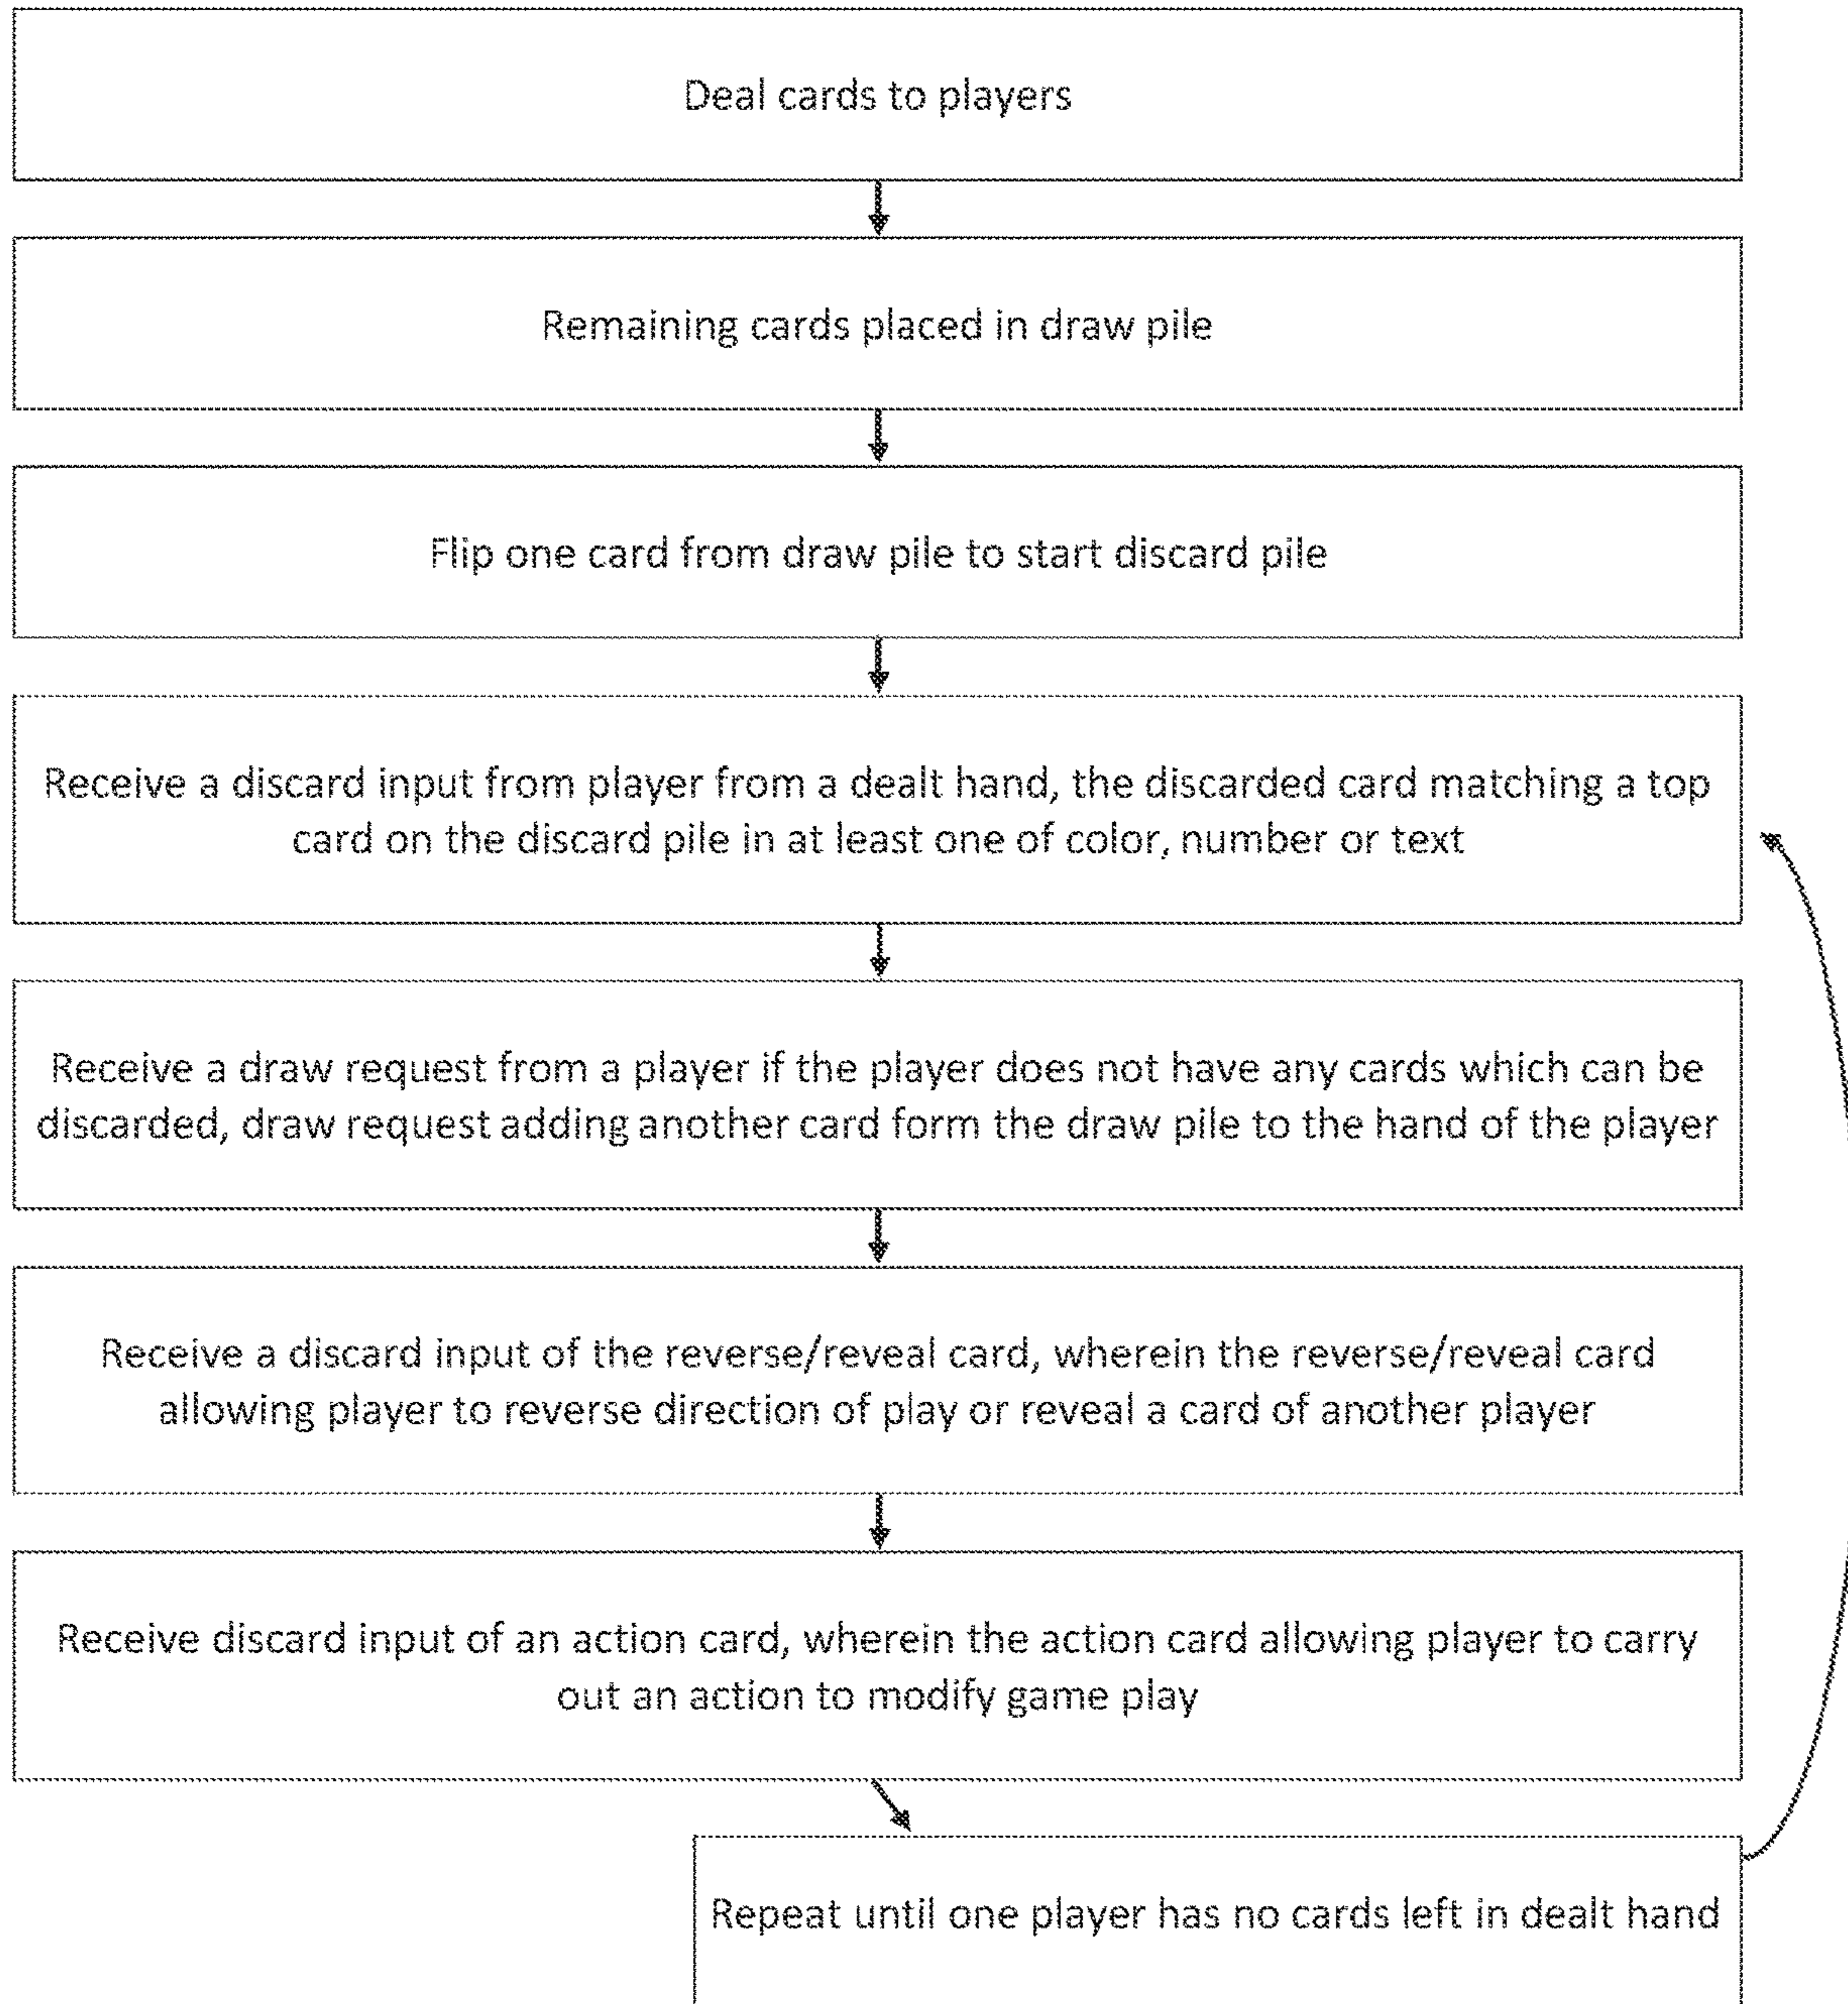 Deal cards to players
Remaining cards placed in draw pile
Flip one card from draw pile to start discard pile
Receive a discard input from player from a dealt hand, the discarded card matching a top
card on the discard pile in at least one of color, number or text
Receive a draw request from a player if the player does not have any cards which can be
discarded, draw request adding another card form the draw pile to the hand of the player
Receive a discard input of the reverse/reveal card, wherein the reverse/reveal card
allowing player to reverse direction of play or reveal a card of another player
Receive discard input of an action card, wherein the action card allowing player to carry
out an action to modify game play
Repeat until one player has no cards left in dealt hand